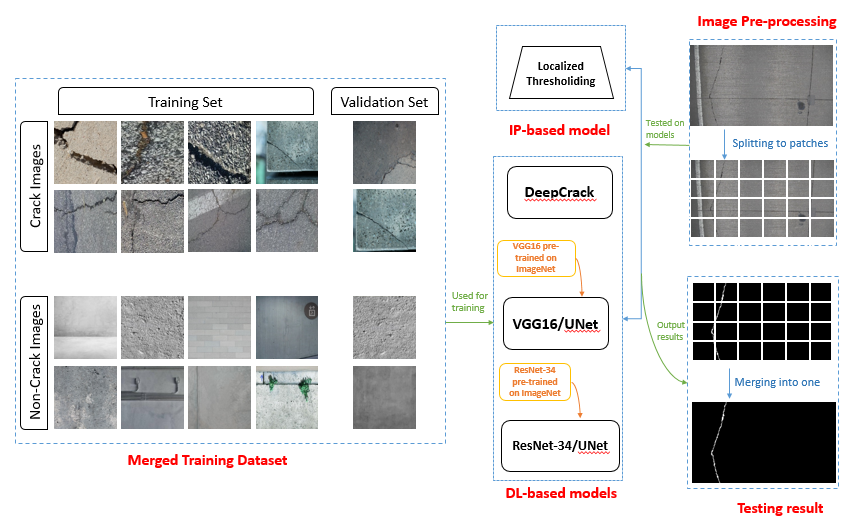 Image Pre-processing
Localized
Thresholiding
IP-based model
Tested on
models
Splitting to patches
Training Set
Validation Set
Crack Images
Non-Crack Images
Merged Training Dataset
Used for
training
DeepCrack
VGG16 pre-
trained on
ImageNet
VGG16/UNet
ResNet-34
pre-trained
on ImageNet
ResNet-34/UNet
DL-based models
Output
results
Merging into one
Testing result